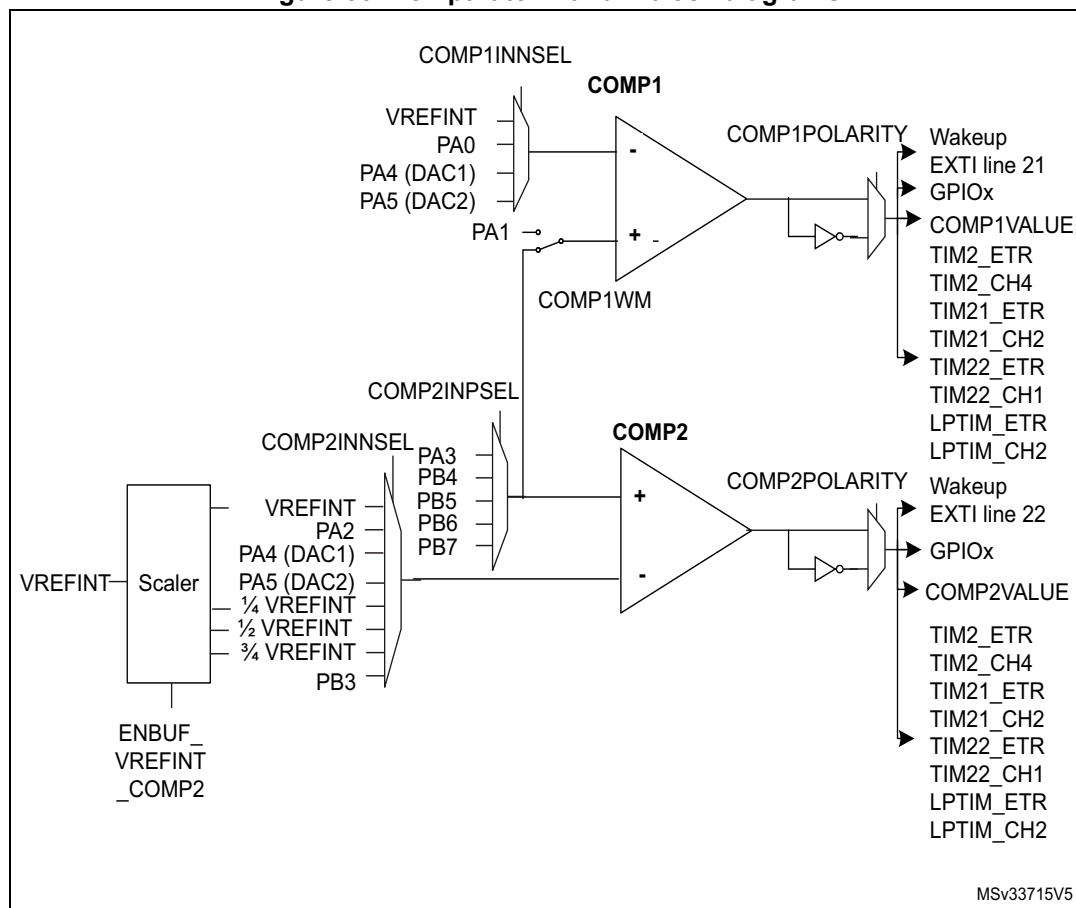 COMP1INNSEL
COMP1
VREFINT
PA0
PA4 (DAC1)
PA5 (DAC2)
PA1
-
+
-
COMP1WM
COMP1POLARITY
Wakeup
EXTI line 21
GPIOx
COMP1VALUE
TIM2_ETR
TIM2_CH4
TIM21_ETR
TIM21_CH2
TIM22_ETR
TIM22_CH1
LPTIM_ETR
LPTIM_CH2
COMP2INPSEL
COMP2
COMP2INNSEL
PA3
PB4
PB5
PB6
PB7
VREFINT
Scaler
VREFINT
PA2
PA4 (DAC1)
PA5 (DAC2)
¼ VREFINT
½ VREFINT
¾ VREFINT
PB3
ENBUF_
VREFINT
_COMP2
+
-
COMP2POLARITY
Wakeup
EXTI line 22
GPIOx
COMP2VALUE
TIM2_ETR
TIM2_CH4
TIM21_ETR
TIM21_CH2
TIM22_ETR
TIM22_CH1
LPTIM_ETR
LPTIM_CH2
MSv33715V5